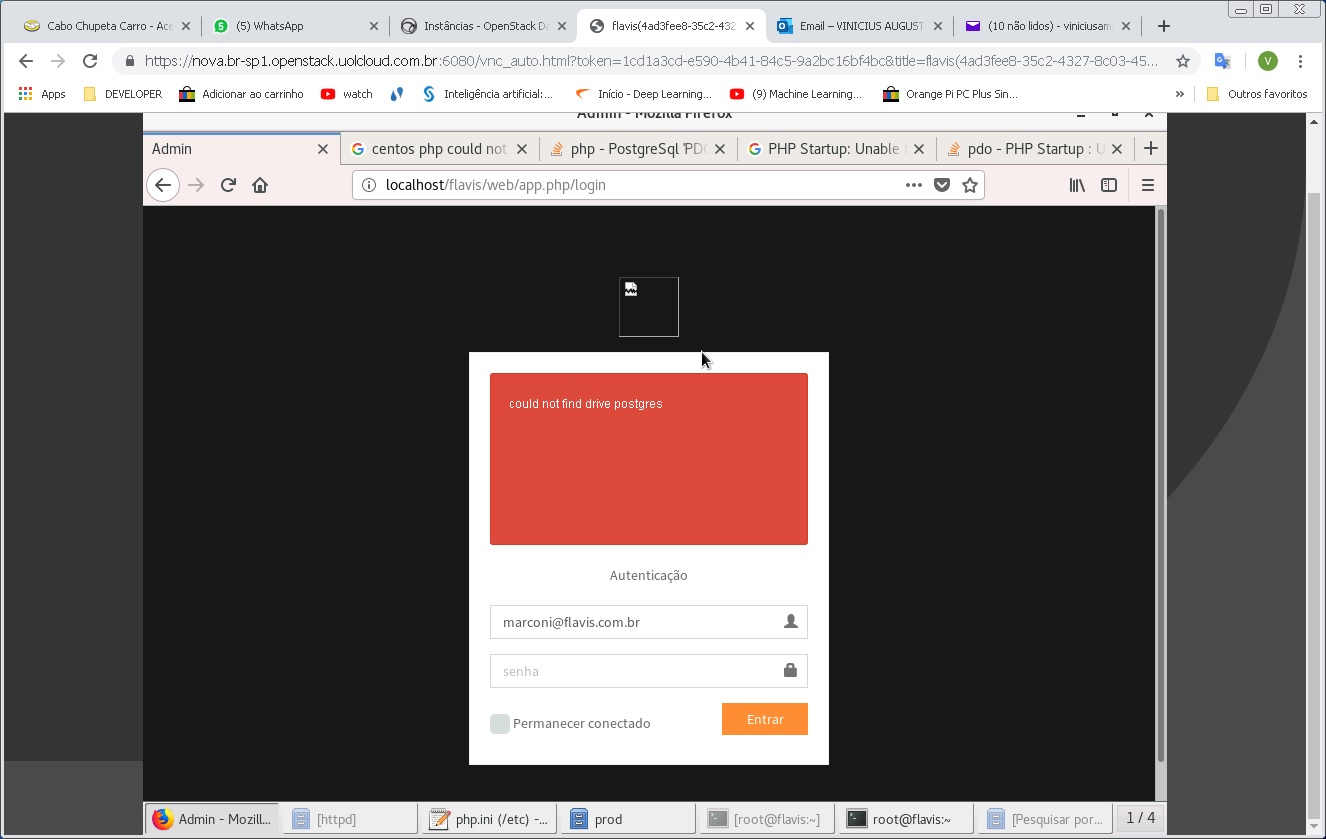 Cabo Chupeta Carro - Ace
(5) WhatsApp
Instâncias - OpenStack Da
flavis(4ad3fee8-35c2-432
Email – VINICIUS AUGUST
(10 não lidos) - viniciusam
https://nova.br-sp1.openstack.uolcloud.com.br:6080/vnc_auto.html?token=1cd1a3cd-e590-4b41-84c5-9a2bc16bf4bc&title=flavis(4ad3fee8-35c2-4327-8c03-45...
V
Apps
DEVELOPER
Adicionar ao carrinho
watch
Inteligência artificial:...
Início - Deep Learning...
(9) Machine Learning...
Orange Pi PC Plus Sin...
»
Outros favoritos
Admin - Mozilla Firefox
Admin
centos php could not
php - PostgreSql 'PDO
PHP Startup: Unable t
pdo - PHP Startup : U
localhost/flavis/web/app.php/login
could not find drive postgres
Autenticação
marconi@flavis.com.br
senha
Permanecer conectado
Entrar
Admin - Mozill...
[httpd]
php.ini (/etc) -...
prod
[root@flavis:~]
root@flavis:~
[Pesquisar por...
1 / 4